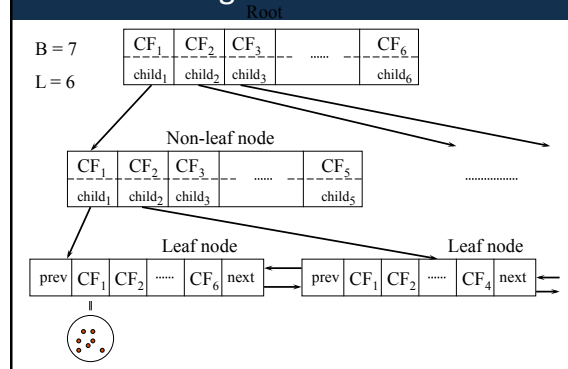 Root
B = 7
L = 6
CF1 CF2 CF3 ...... CF6
child1 child2 child3 child6
Non-leaf node
CF1 CF2 CF3 ...... CF5
child1 child2 child3 child5
................
Leaf node Leaf node
prev CF1 CF2 ...... CF6 next prev CF1 CF2 ...... CF4 next
=